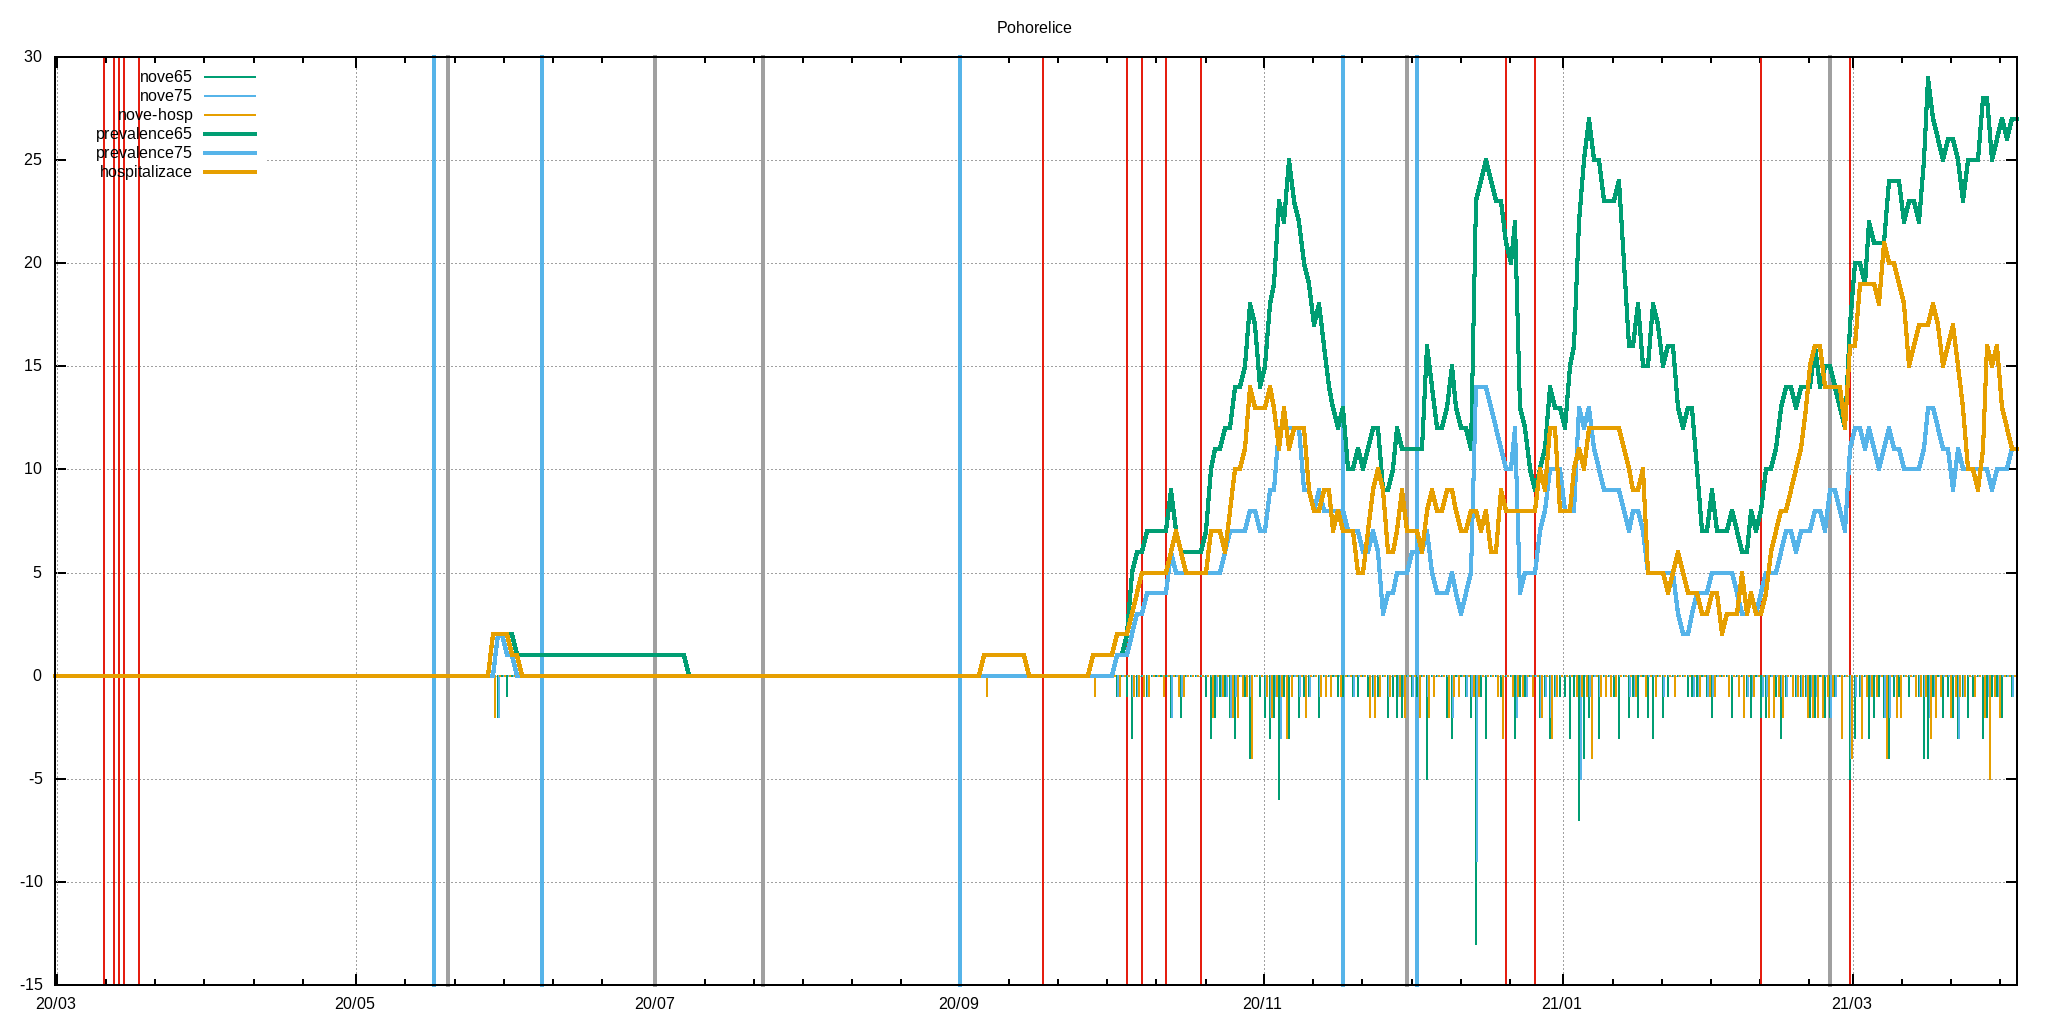 Pohorelice
30
25
20
15
10
5
0
-5
-10
-15
nove65
nove75
nove-hosp
prevalence65
prevalence75
hospitalizace
20/03 20/05 20/07 20/09 20/11 21/01 21/03